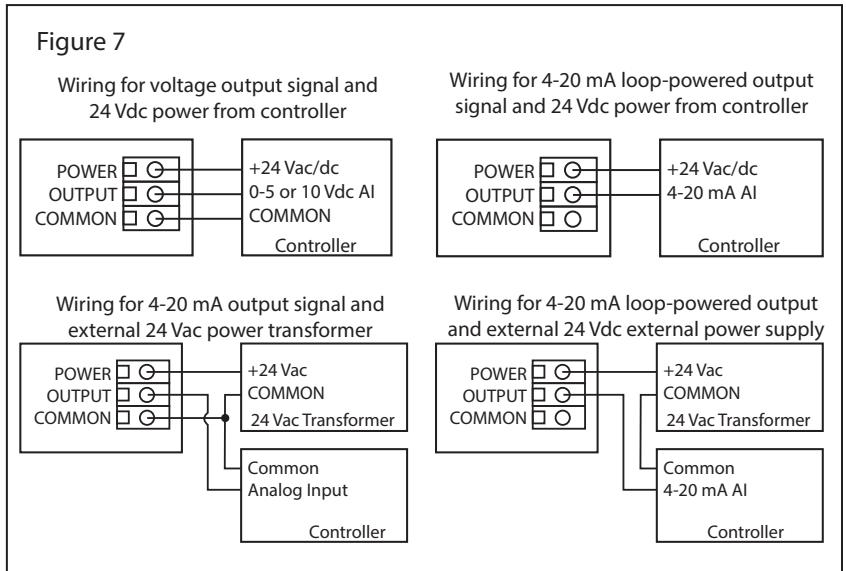 Figure 7
Wiring for voltage output signal and
24 Vdc power from controller
POWER
OUTPUT
COMMON
+24 Vac/dc
0-5 or 10 Vdc AI
COMMON
Controller
Wiring for 4-20 mA loop-powered output
signal and 24 Vdc power from controller
POWER
OUTPUT
COMMON
+24 Vac/dc
4-20 mA AI
Controller
Wiring for 4-20 mA output signal and
external 24 Vac power transformer
POWER
OUTPUT
COMMON
+24 Vac
COMMON
24 Vac Transformer
Common
Analog Input
Controller
Wiring for 4-20 mA loop-powered output
and external 24 Vdc external power supply
POWER
OUTPUT
COMMON
+24 Vac
COMMON
24 Vac Transformer
Common
4-20 mA AI
Controller